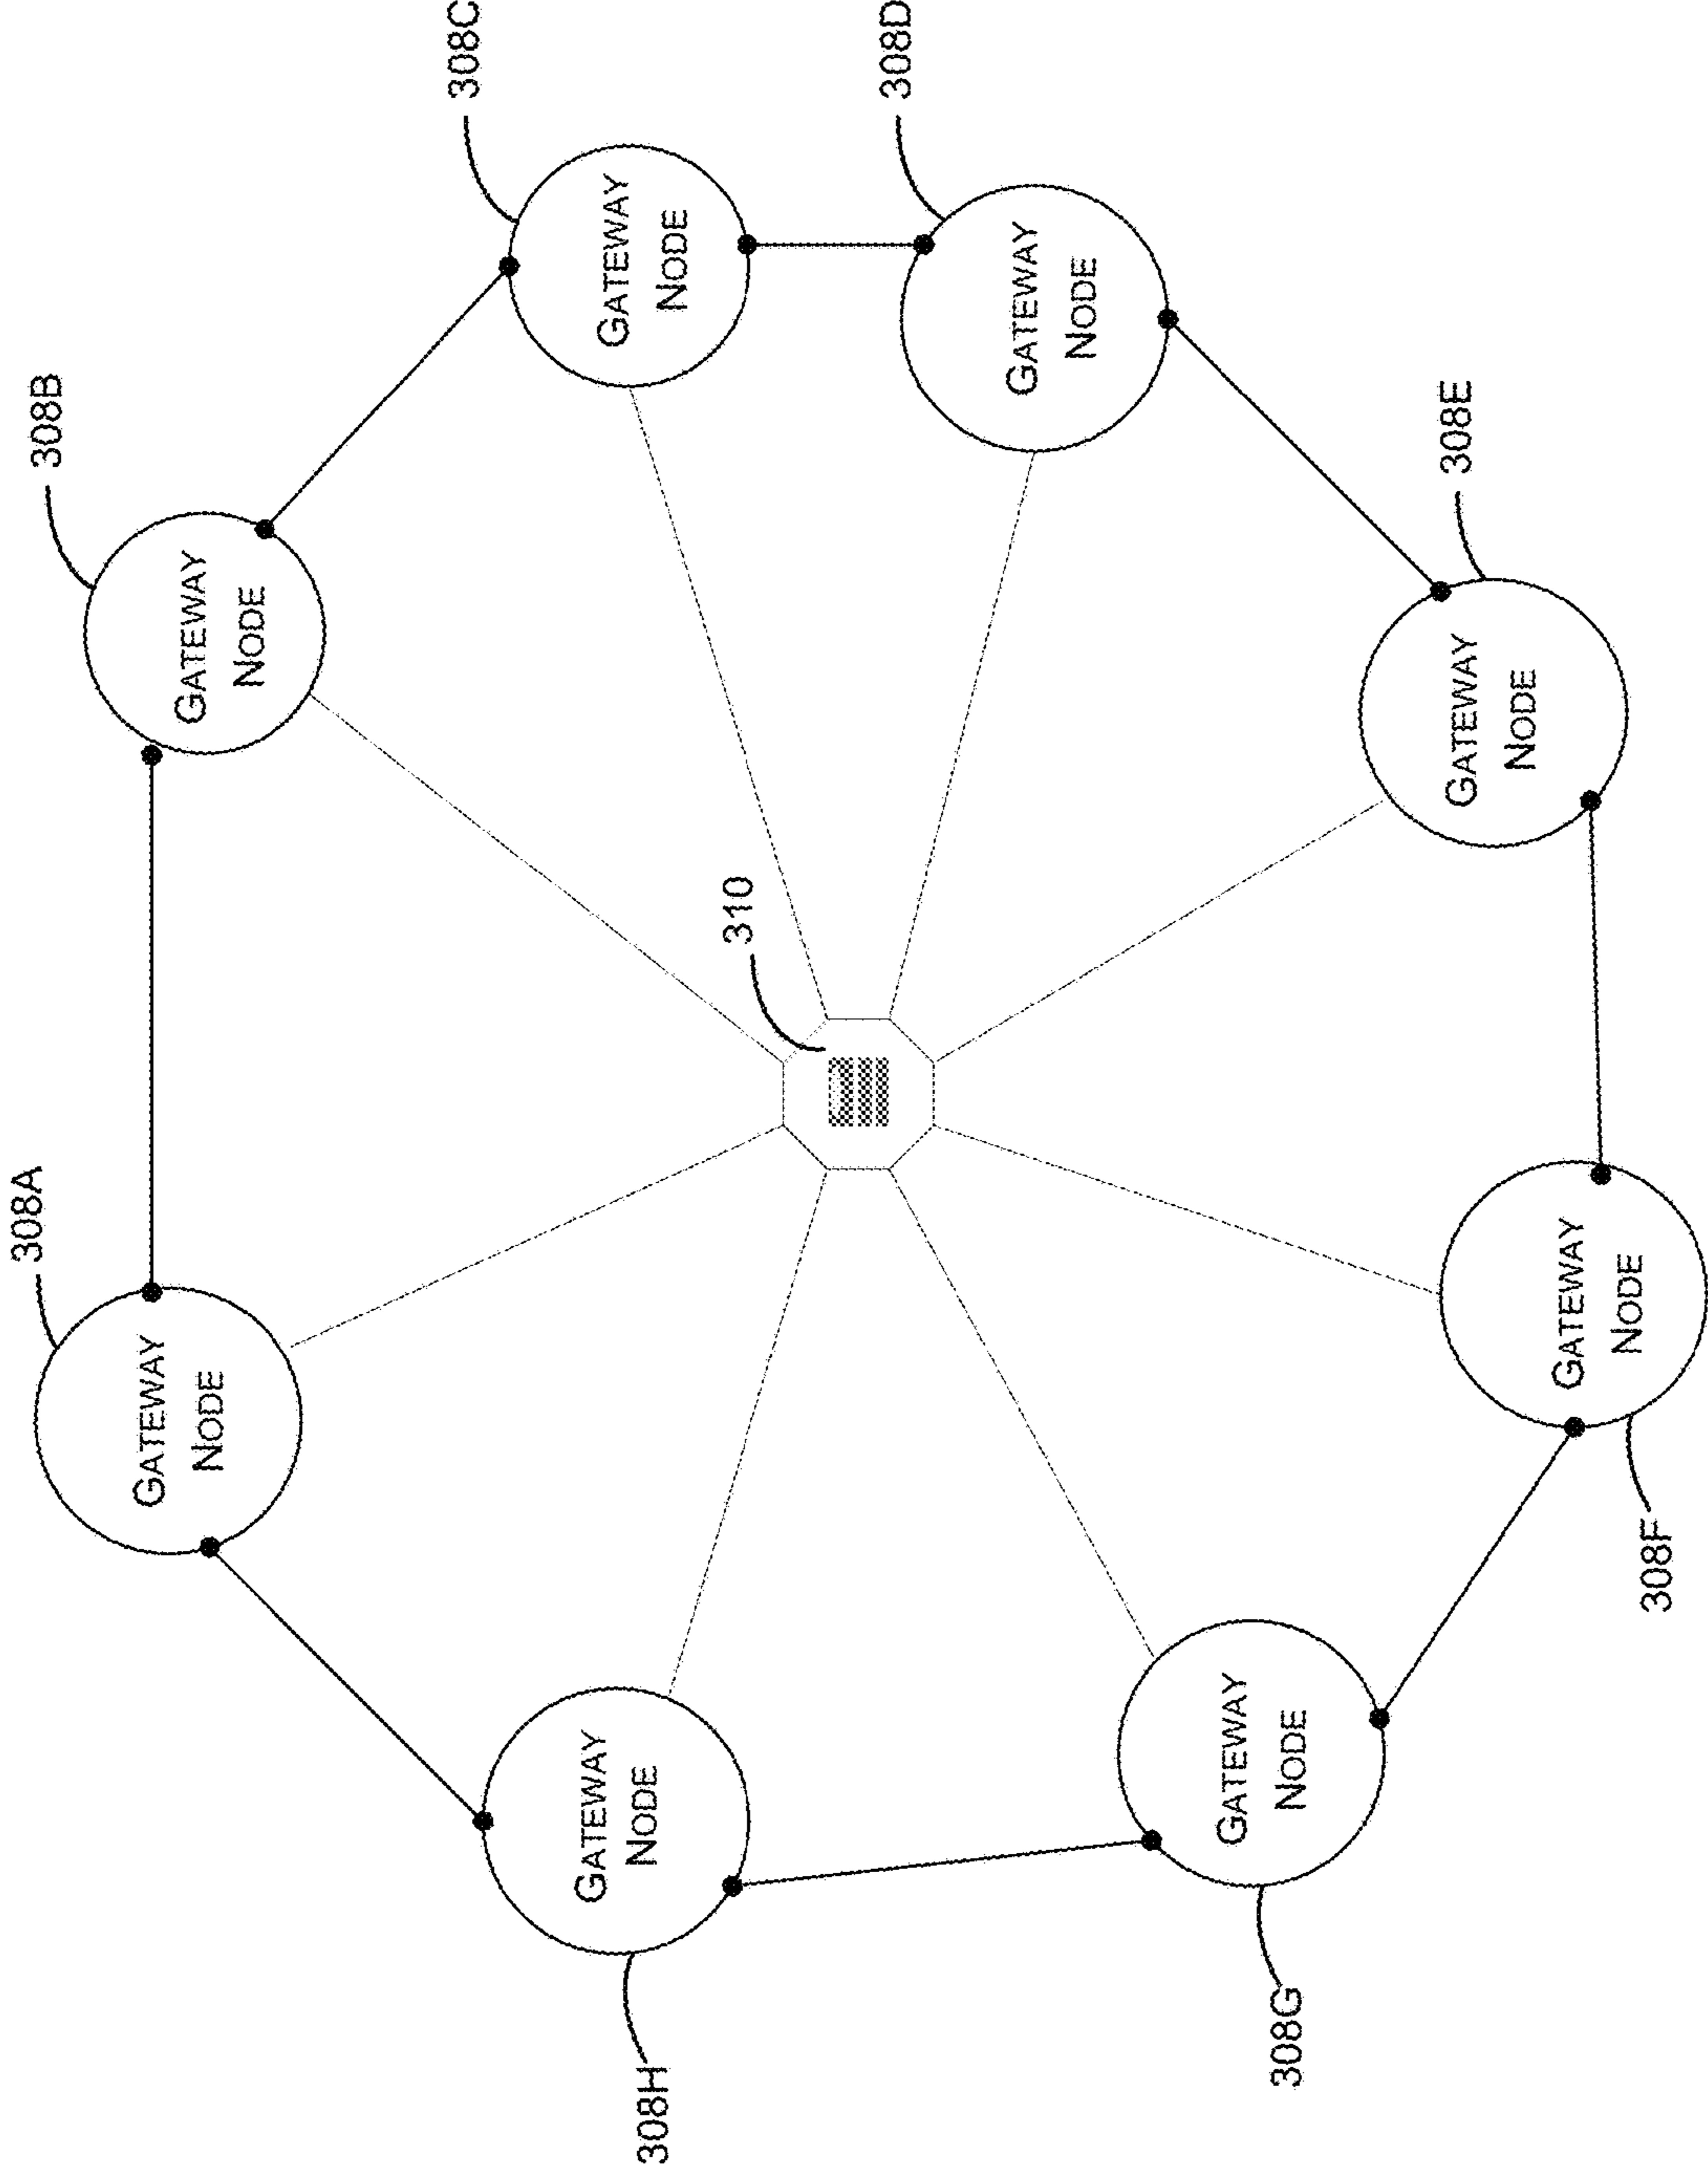 308A
GATEWAY
NODE
308B
GATEWAY
NODE
308C
GATEWAY
NODE
308D
GATEWAY
NODE
308E
GATEWAY
NODE
308F
GATEWAY
NODE
308G
GATEWAY
NODE
308H
GATEWAY
NODE
310